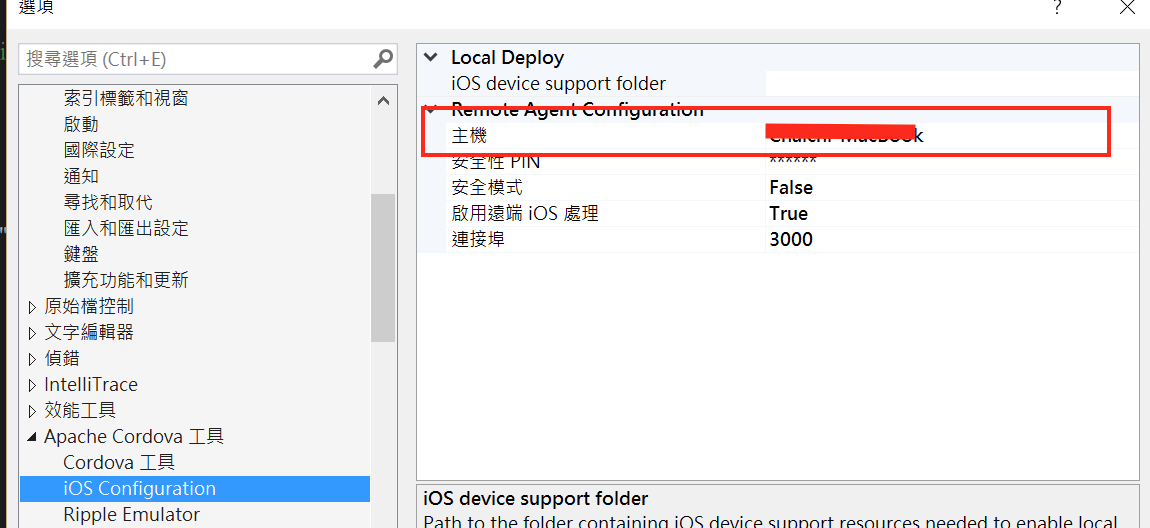 選項
? 
搜尋選項 (Ctrl+E)
索引標籤和視窗
啟動
國際設定
通知
尋找和取代
匯入和匯出設定
鍵盤
擴充功能和更新
原始檔控制
文字編輯器
偵錯
IntelliTrace
效能工具
Apache Cordova 工具
Cordova 工具
iOS Configuration
Ripple Emulator
Local Deploy
iOS device support folder
Remote Agent Configuration
主機
安全性 PIN ******
安全模式 False
啟用遠端 iOS 處理 True
連接埠 3000
iOS device support folder
Path to the folder containing iOS device support resources needed to enable local